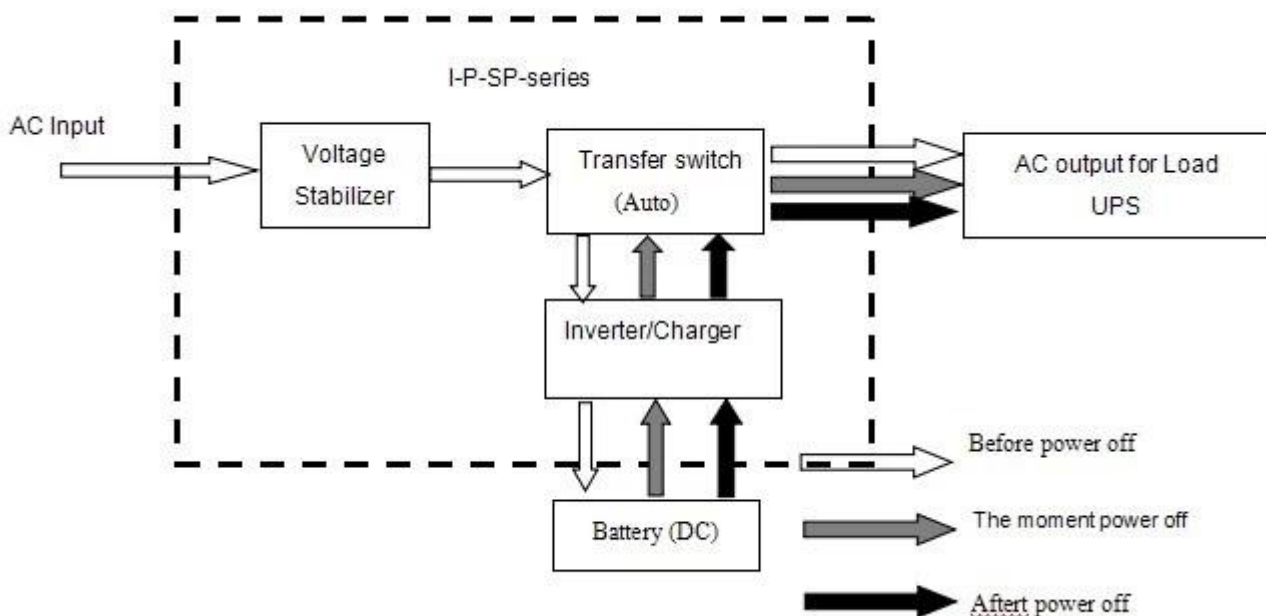 I-P-SP-series
AC Input
Voltage
Stabilizer
Transfer switch
(Auto)
AC output for Load
UPS
Inverter/Charger
Battery (DC)
Before power off
The moment power off
Aftert power off